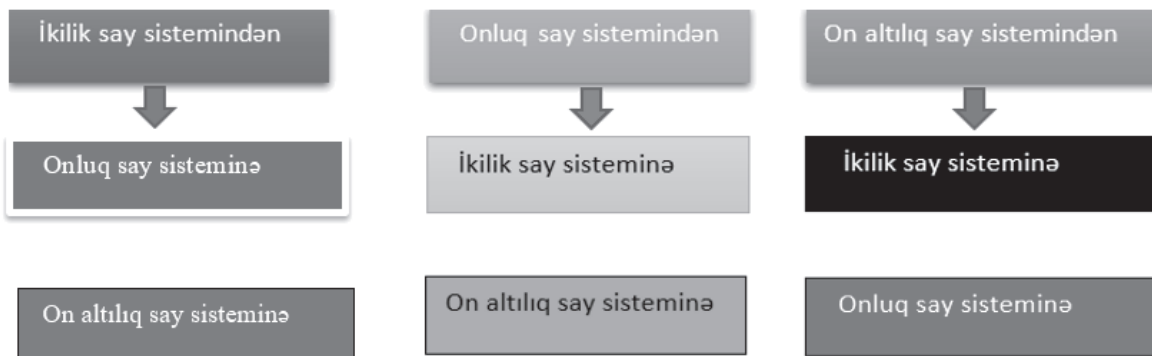 İkilik say sistemindən
Onluq say sistemindən
On altılıq say sistemindən
Onluq say sisteminə
İkilik say sisteminə
İkilik say sisteminə
On altılıq say sisteminə
On altılıq say sisteminə
Onluq say sisteminə